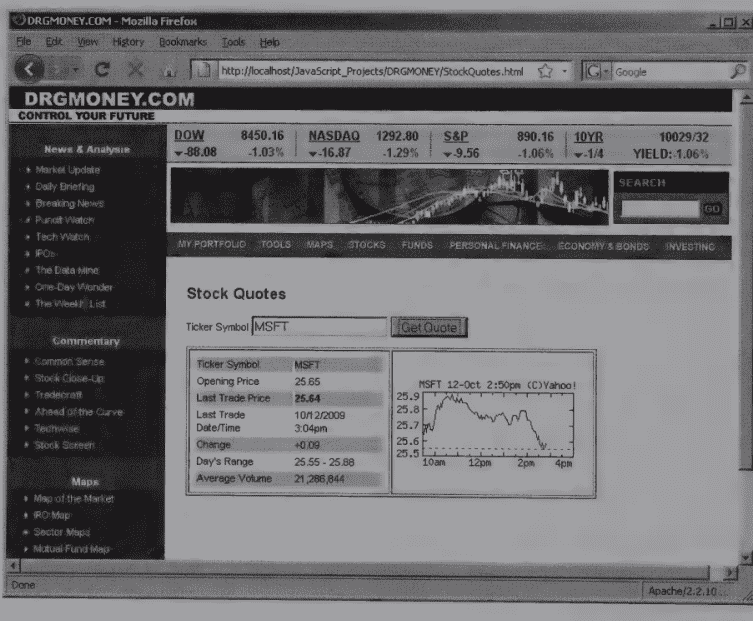 DRGMONEY.COM - Mozilla Firefox
File Edit View History Bookmarks Tools Help
http://localhost/JavaScript_Projects/DRGMONEY/StockQuotes.html
G Google
DRGMONEY.COM
CONTROL YOUR FUTURE
DOW 8450.16 NASDAQ 1292.80 S&P 890.16 10YR 10029/32
-88.08 -1.03% -16.87 -1.29% -9.56 -1.06% -1/4 YIELD:-1.06%
SEARCH
GO
MY PORTFOLIO TOOLS MAPS STOCKS FUNDS PERSONAL FINANCE ECONOMY & BONDS INVESTING
News & Analysis
Market Update
Daily Briefing
Breaking News
Pundit Watch
Tech Watch
IPOs
The Data Mine
One-Day Wonder
The Weekly List
Commentary
Common Sense
Stock Close-Up
Tradecraft
Ahead of the Curve
Techwise
Stock Screen
Maps
Map of the Market
IPO Map
Sector Maps
Mutual Fund Map
Stock Quotes
Ticker Symbol MSFT Get Quote
Ticker Symbol MSFT
Opening Price 25.65
Last Trade Price 25.64
Last Trade 10/12/2009
Date/Time 3:04pm
Change +0.09
Day's Range 25.55 - 25.88
Average Volume 21,286,844
MSFT 12-Oct 2:50pm (C)Yahoo!
25.9
25.8
25.7
25.6
25.5
10am 12pm 2pm 4pm
Done
Apache/2.2.10